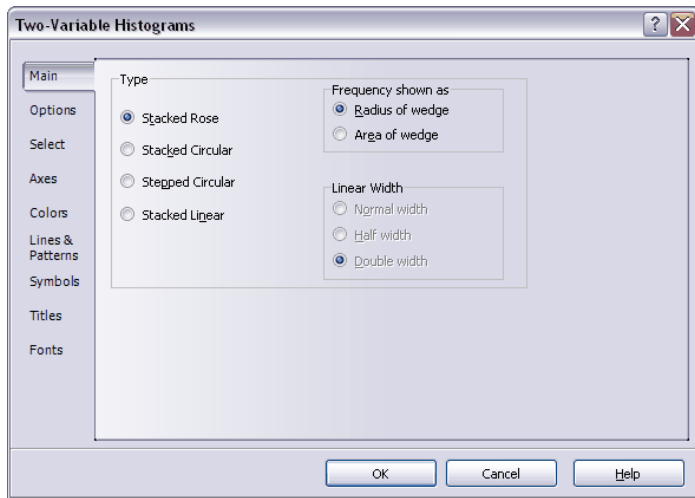 Two-Variable Histograms
Main
Options
Select
Axes
Colors
Lines &
Patterns
Symbols
Titles
Fonts
Type
Stacked Rose
Stacked Circular
Stepped Circular
Stacked Linear
Frequency shown as
Radius of wedge
Area of wedge
Linear Width
Normal width
Half width
Double width
OK
Cancel
Help